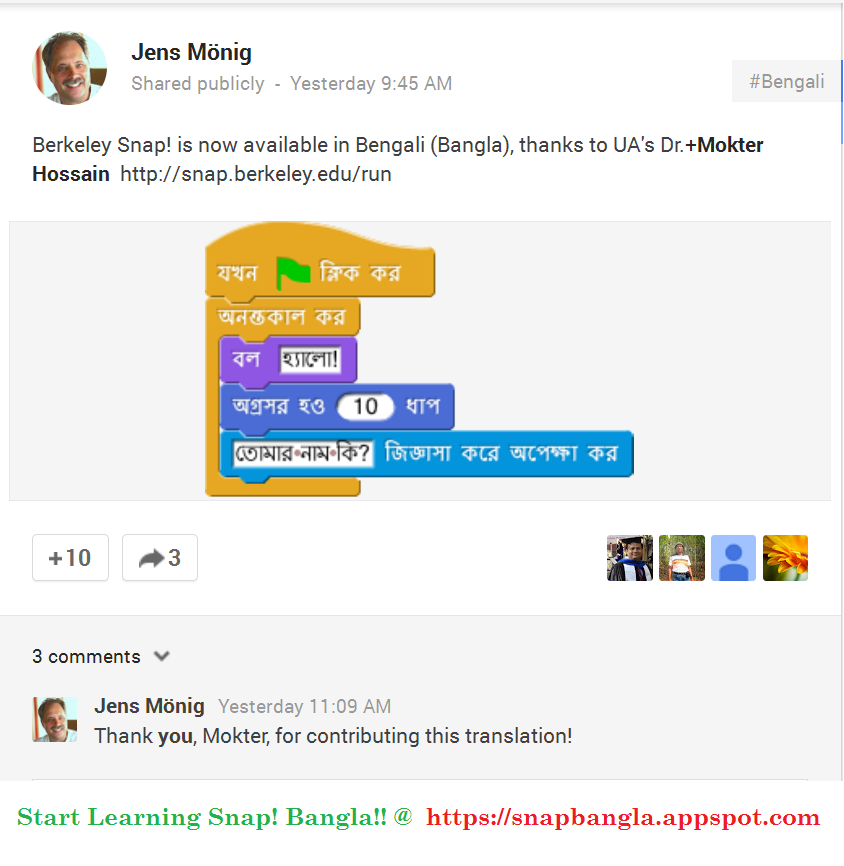 Jens Mönig
Shared publicly - Yesterday 9:45 AM
#Bengali
Berkeley Snap! is now available in Bengali (Bangla), thanks to UA's Dr.+Mokter
Hossain http://snap.berkeley.edu/run
যখন ক্লিক কর
অনন্তকাল কর
বল হ্যালো!
অগ্রসর হও 10 ধাপ
তোমার•নাম•কি? জিজ্ঞাসা করে অপেক্ষা কর
+10
3
3 comments
Jens Mönig Yesterday 11:09 AM
Thank you, Mokter, for contributing this translation!
Start Learning Snap! Bangla!! @ https://snapbangla.appspot.com